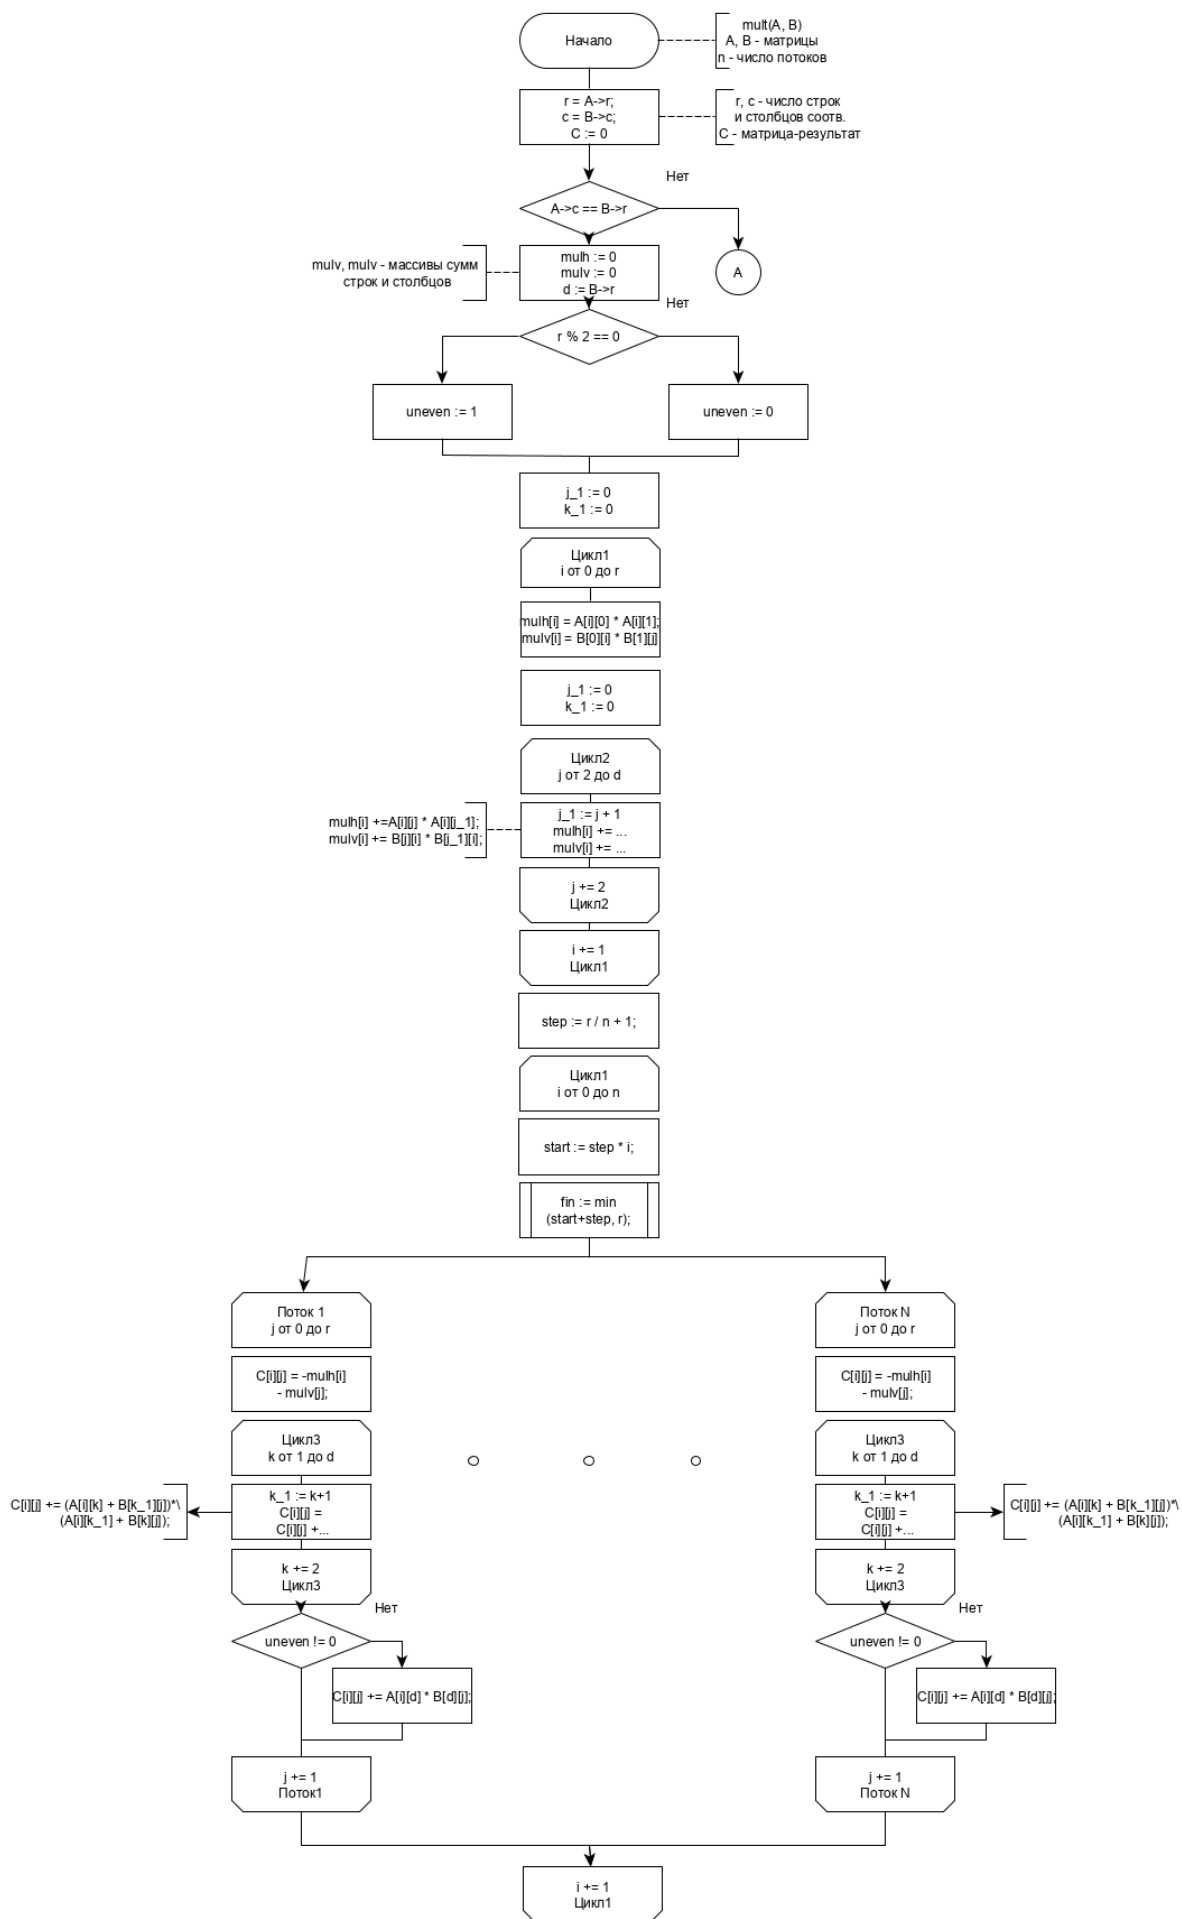 Начало
mult(A, B)
A, B - матрицы
n - число потоков
r = A->r;
c = B->c;
C := 0
r, c - число строк
и столбцов соотв.
C - матрица-результат
Нет
A->c == B->r
A
mulv, mulv - массивы сумм
строк и столбцов
mulh := 0
mulv := 0
d := B->r
Нет
r % 2 == 0
uneven := 1
uneven := 0
j_1 := 0
k_1 := 0
Цикл1
i от 0 до r
mulh[i] = A[i][0] * A[i][1];
mulv[i] = B[0][i] * B[1][j]
j_1 := 0
k_1 := 0
Цикл2
j от 2 до d
mulh[i] +=A[i][j] * A[i][j_1];
mulv[i] += B[j][i] * B[j_1][i];
j_1 := j + 1
mulh[i] += ...
mulv[i] += ...
j += 2
Цикл2
i += 1
Цикл1
step := r / n + 1;
Цикл1
i от 0 до n
start := step * i;
fin := min
(start+step, r);
Поток 1
j от 0 до r
C[i][j] = -mulh[i]
- mulv[j];
Цикл3
k от 1 до d
C[i][j] += (A[i][k] + B[k_1][j])*\
(A[i][k_1] + B[k][j]);
k_1 := k+1
C[i][j] =
C[i][j] +...
k += 2
Цикл3
Нет
uneven != 0
C[i][j] += A[i][d] * B[d][j];
j += 1
Поток1
Поток N
j от 0 до r
C[i][j] = -mulh[i]
- mulv[j];
Цикл3
k от 1 до d
k_1 := k+1
C[i][j] =
C[i][j] +...
C[i][j] += (A[i][k] + B[k_1][j])*\
(A[i][k_1] + B[k][j]);
k += 2
Цикл3
Нет
uneven != 0
C[i][j] += A[i][d] * B[d][j];
j += 1
Поток N
i += 1
Цикл1